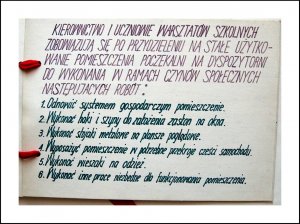 KIEROWNICTWO I UCZNIOWIE WARSZTATÓW SZKOLNYCH
ZOBOWIĄZUJĄ SIĘ PO PRZYDZIELENIU NA STAŁE UŻYTKO-
WANIE POMIESZCZENIA POCZEKALNI NA DYSPOZYTORNI
DO WYKONANIA W RAMACH CZYNÓW SPOŁECZNYCH
NASTĘPUJĄCYCH ROBÓT:
1. Odnowić systemem gospodarczym pomieszczenie.
2. Wykonać haki i szyny do założenia zasłon na okna.
3. Wykonać stojaki metalowe na plansze poglądowe.
4. Wyposażyć pomieszczenie w potrzebne przekroje części samochodu.
5. Wykonać wieszaki na odzież.
6. Wykonać inne prace niezbędne dla funkcjonowania pomieszczenia.